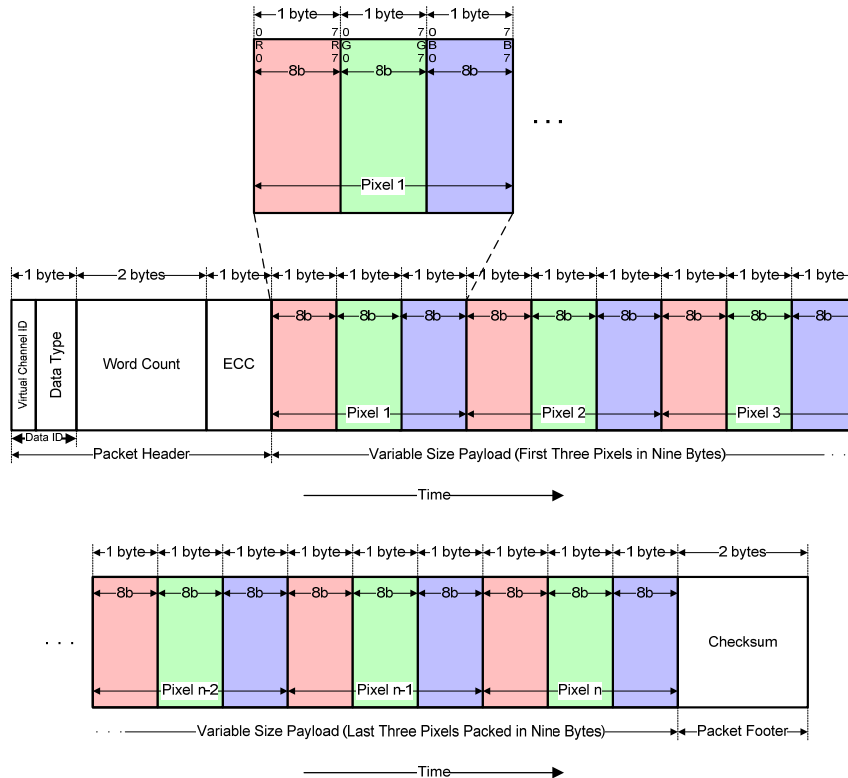 1 byte 1 byte 1 byte
0 7 0 7 0 7
R R G G B B
0 7 0 7 0 7
8b 8b 8b
. . .
Pixel 1
1 byte 2 bytes 1 byte 1 byte 1 byte 1 byte 1 byte 1 byte 1 byte 1 byte 1 byte 1 byte
Virtual Channel ID
Data Type
Word Count
ECC
8b 8b 8b 8b 8b 8b 8b 8b 8b
Pixel 1 Pixel 2 Pixel 3
Data ID
Packet Header
Variable Size Payload (First Three Pixels in Nine Bytes)
. . .
Time
1 byte 1 byte 1 byte 1 byte 1 byte 1 byte 1 byte 1 byte 1 byte 2 bytes
8b 8b 8b 8b 8b 8b 8b 8b 8b
. . .
Checksum
Pixel n-2 Pixel n-1 Pixel n
. . .
Variable Size Payload (Last Three Pixels Packed in Nine Bytes)
Packet Footer
Time